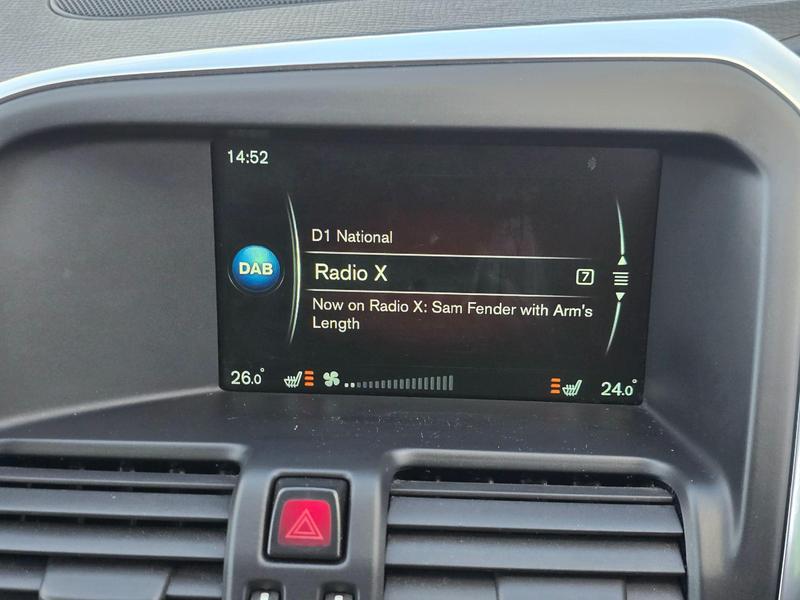 14:52
D1 National
DAB
Radio X
7
Now on Radio X: Sam Fender with Arm's
Length
26.0°
24.0°